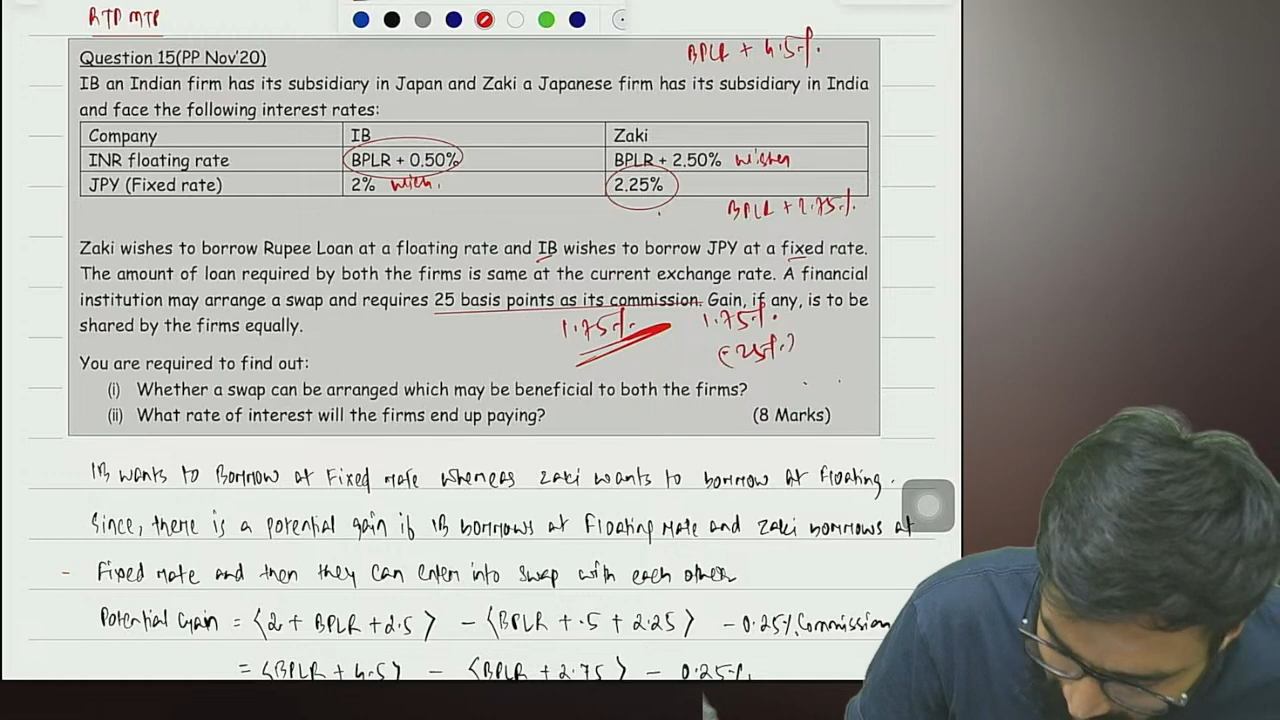 RTP MTP
Question 15(PP Nov'20)
BPLR + 4.5%.
IB an Indian firm has its subsidiary in Japan and Zaki a Japanese firm has its subsidiary in India
and face the following interest rates:
Company IB Zaki
INR floating rate BPLR + 0.50% BPLR + 2.50% wishes
JPY (Fixed rate) 2% wish. 2.25%
BPLR + 2.75%.
Zaki wishes to borrow Rupee Loan at a floating rate and IB wishes to borrow JPY at a fixed rate.
The amount of loan required by both the firms is same at the current exchange rate. A financial
institution may arrange a swap and requires 25 basis points as its commission. Gain, if any, is to be
shared by the firms equally.
1.75%. 1.75%.
(-25%.)
You are required to find out:
(i) Whether a swap can be arranged which may be beneficial to both the firms?
(ii) What rate of interest will the firms end up paying? (8 Marks)
IB wants to Borrow at Fixed rate whereas Zaki wants to borrow at Floating.
Since, there is a potential gain if IB borrows at Floating rate and Zaki borrows at
- Fixed rate and then they can enter into swap with each other
Potential Gain = (2 + BPLR + 2.5) - (BPLR + .5 + 2.25) - 0.25% Commission
= (BPLR + 4.5) - (BPLR + 2.75) - 0.25%.